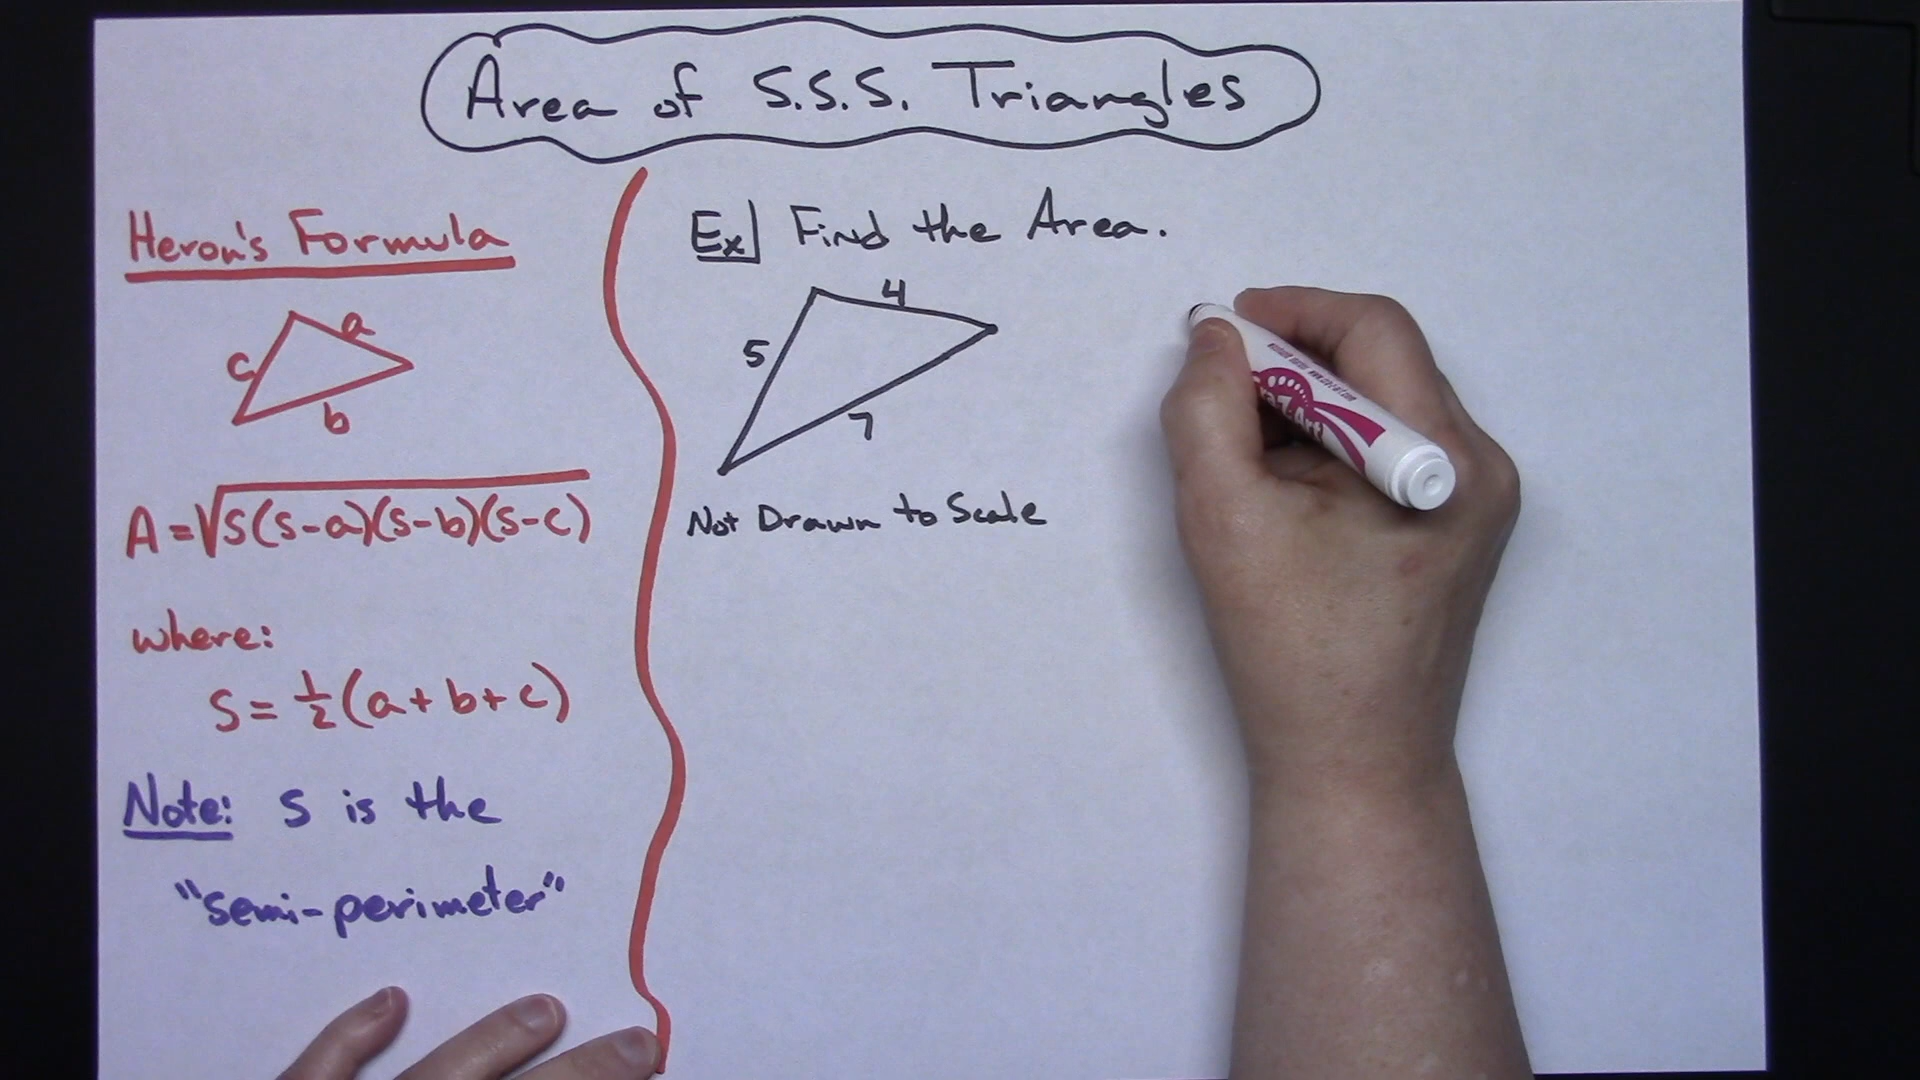 Area of S.S.S. Triangles
Heron's Formula
a
c
b
A=√S(S-a)(S-b)(S-c)
where:
S=½(a+b+c)
Note: S is the
"semi-perimeter"
Ex] Find the Area.
4
5
7
Not Drawn to Scale